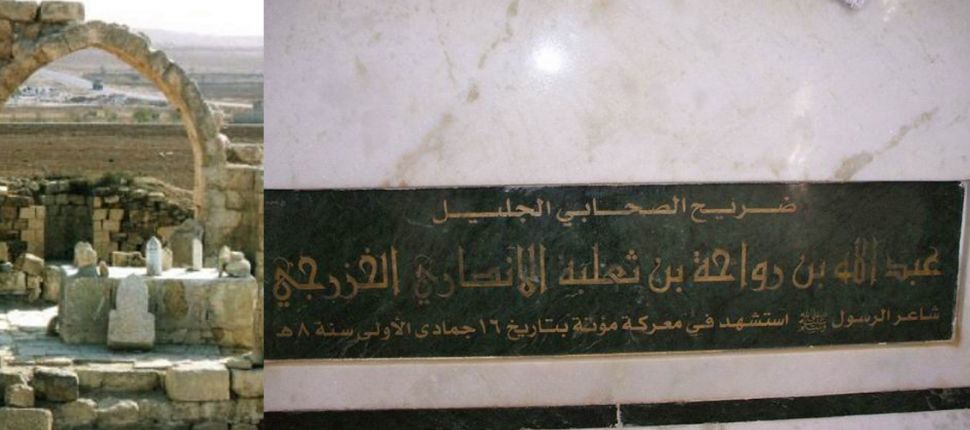 ضريح الصحابي الجليل
عبد الله بن رواحة بن ثعلبة الأنصاري الخزرجي
شاعر الرسول ﷺ استشهد في معركة مؤتة بتاريخ ١٦ جمادى الأولى سنة ٨ هـ